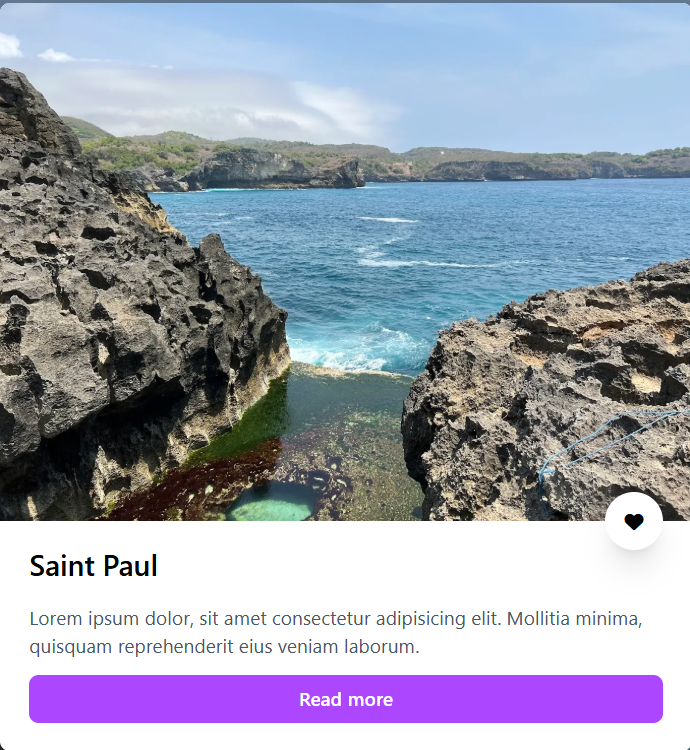 Saint Paul
Lorem ipsum dolor, sit amet consectetur adipisicing elit. Mollitia minima,
quisquam reprehenderit eius veniam laborum.
Read more